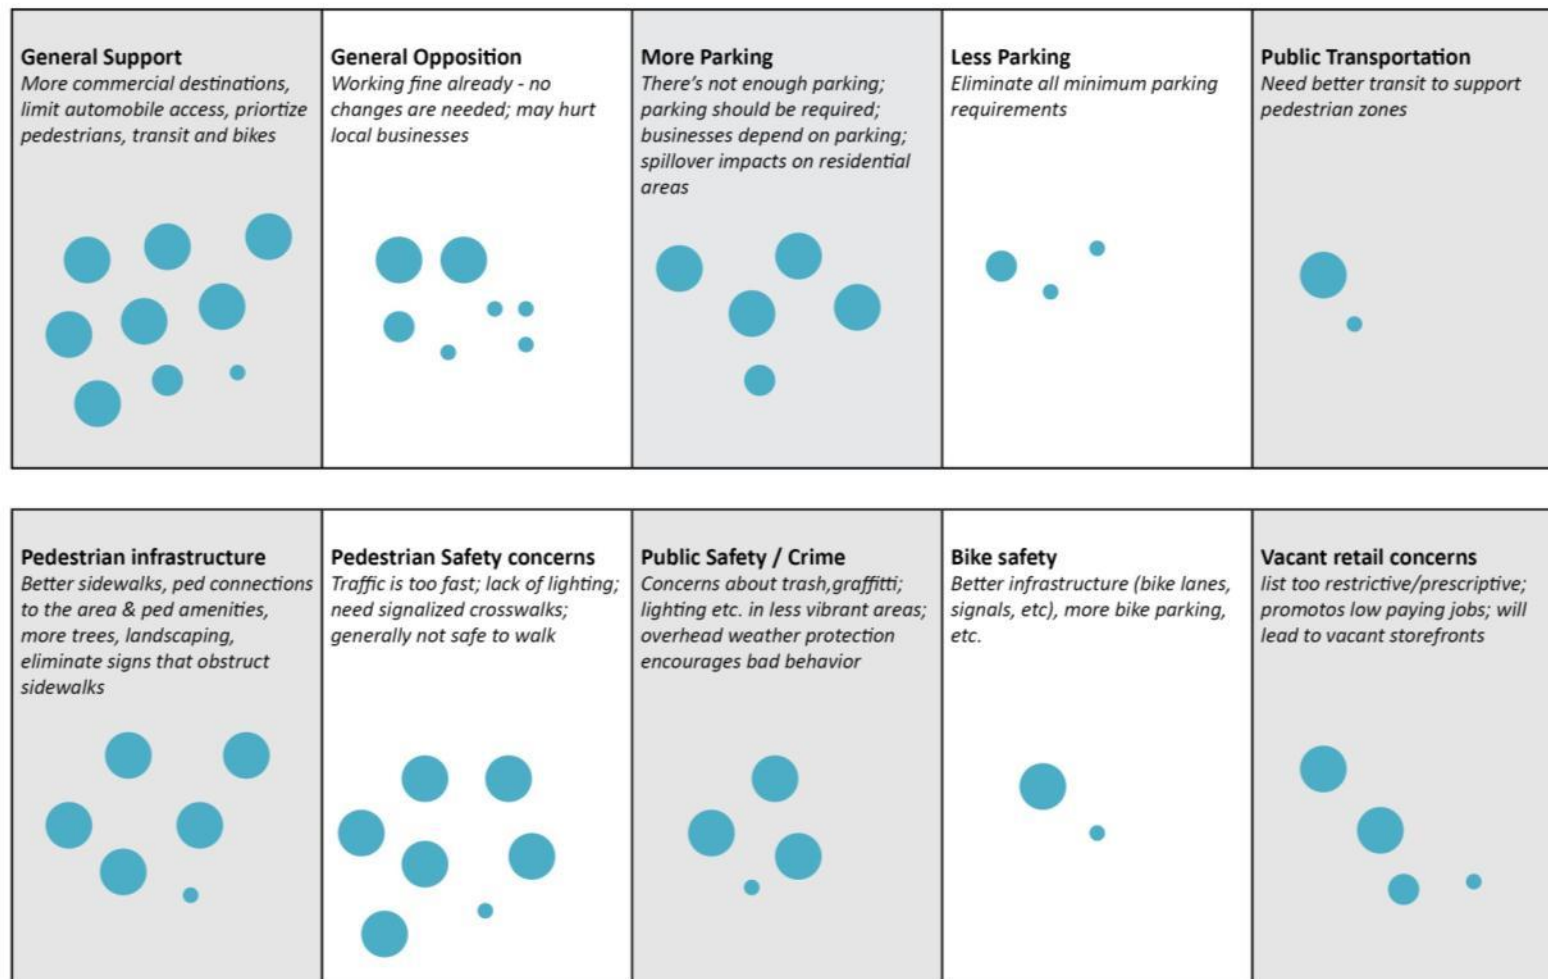 General Support
More commercial destinations,
limit automobile access, priortize
pedestrians, transit and bikes
General Opposition
Working fine already - no
changes are needed; may hurt
local businesses
More Parking
There's not enough parking;
parking should be required;
businesses depend on parking;
spillover impacts on residential
areas
Less Parking
Eliminate all minimum parking
requirements
Public Transportation
Need better transit to support
pedestrian zones
Pedestrian infrastructure
Better sidewalks, ped connections
to the area & ped amenities,
more trees, landscaping,
eliminate signs that obstruct
sidewalks
Pedestrian Safety concerns
Traffic is too fast; lack of lighting;
need signalized crosswalks;
generally not safe to walk
Public Safety / Crime
Concerns about trash,graffitti;
lighting etc. in less vibrant areas;
overhead weather protection
encourages bad behavior
Bike safety
Better infrastructure (bike lanes,
signals, etc), more bike parking,
etc.
Vacant retail concerns
list too restrictive/prescriptive;
promotos low paying jobs; will
lead to vacant storefronts